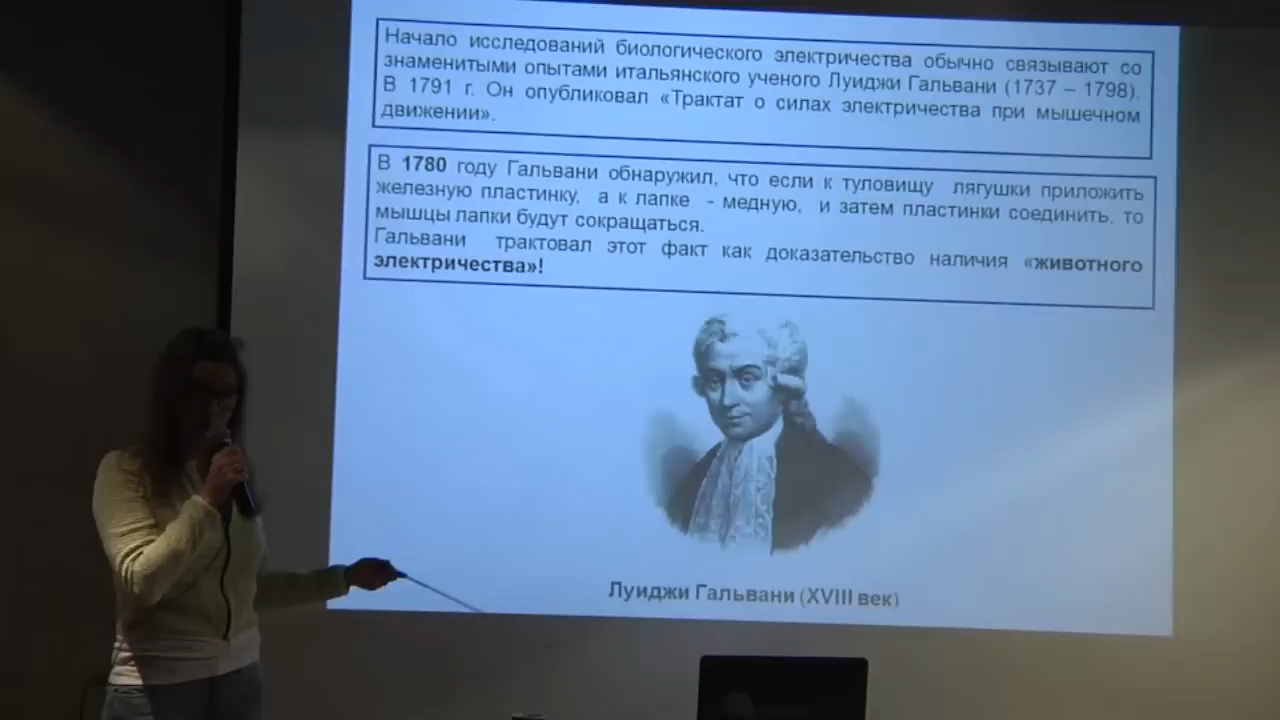 Начало исследований биологического электричества обычно связывают со
знаменитыми опытами итальянского ученого Луиджи Гальвани (1737 – 1798).
В 1791 г. Он опубликовал «Трактат о силах электричества при мышечном
движении».
В 1780 году Гальвани обнаружил, что если к туловищу лягушки приложить
железную пластинку, а к лапке - медную, и затем пластинки соединить, то
мышцы лапки будут сокращаться.
Гальвани трактовал этот факт как доказательство наличия «животного
электричества»!
Луиджи Гальвани (XVIII век)